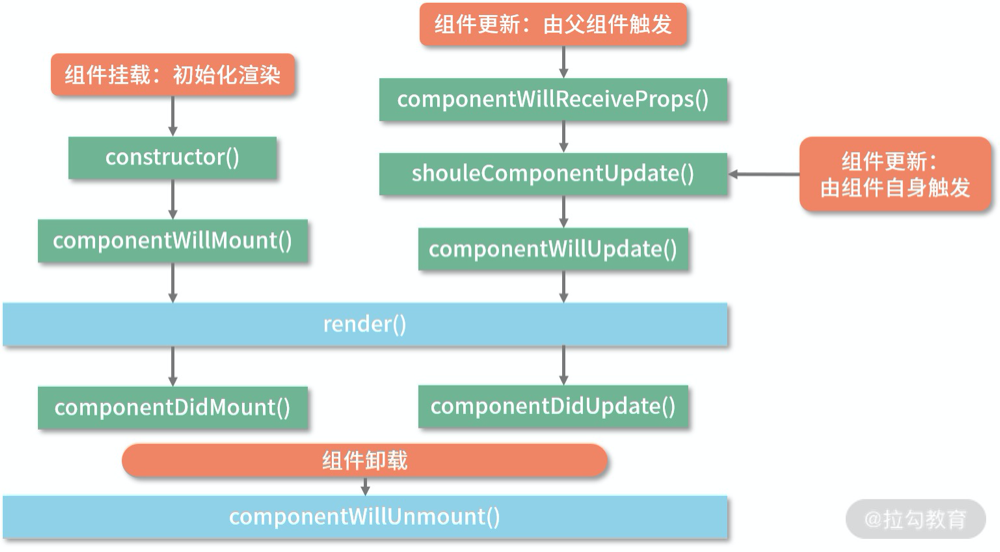 组件更新：由父组件触发
组件挂载：初始化渲染
componentWillReceiveProps()
constructor()
shouleComponentUpdate()
组件更新：
由组件自身触发
componentWillMount()
componentWillUpdate()
render()
componentDidMount()
componentDidUpdate()
组件卸载
componentWillUnmount()
@拉勾教育